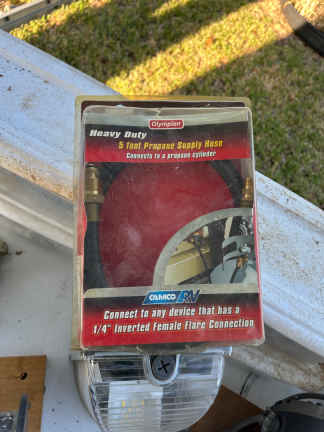 Olympian
Heavy Duty
5 foot Propane Supply Hose
Connects to a propane cylinder
CAMCO RV
Connect to any device that has a
1/4" Inverted Female Flare Connection